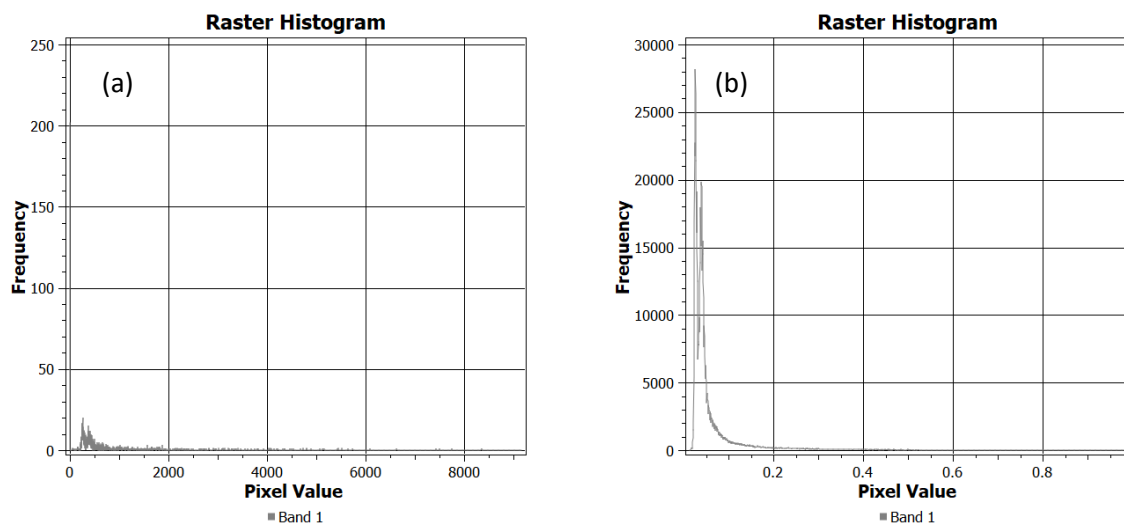 Raster Histogram
(a)
Frequency
250
200
150
100
50
0
0 2000 4000 6000 8000
Pixel Value
Band 1
Raster Histogram
(b)
Frequency
30000
25000
20000
15000
10000
5000
0
0.2 0.4 0.6 0.8
Pixel Value
Band 1